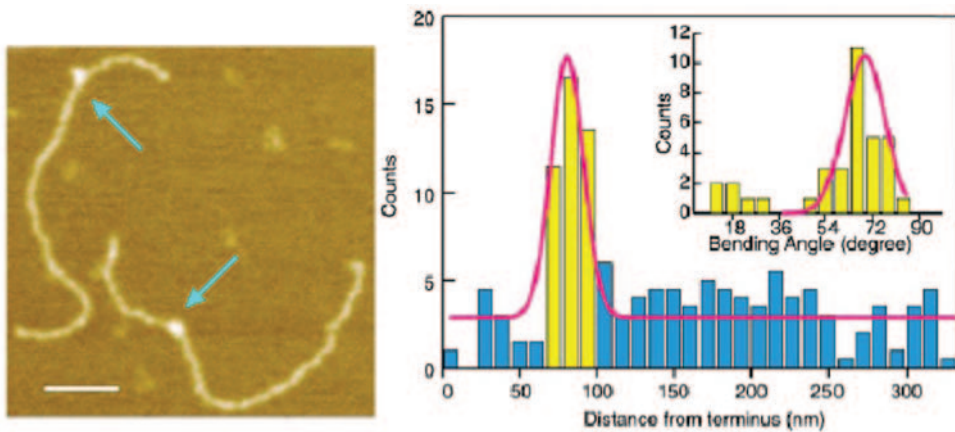 20
15
10
5
0
Counts
0 50 100 150 200 250 300
Distance from terminus (nm)
12
10
8
6
4
2
0
Counts
18 36 54 72 90
Bending Angle (degree)